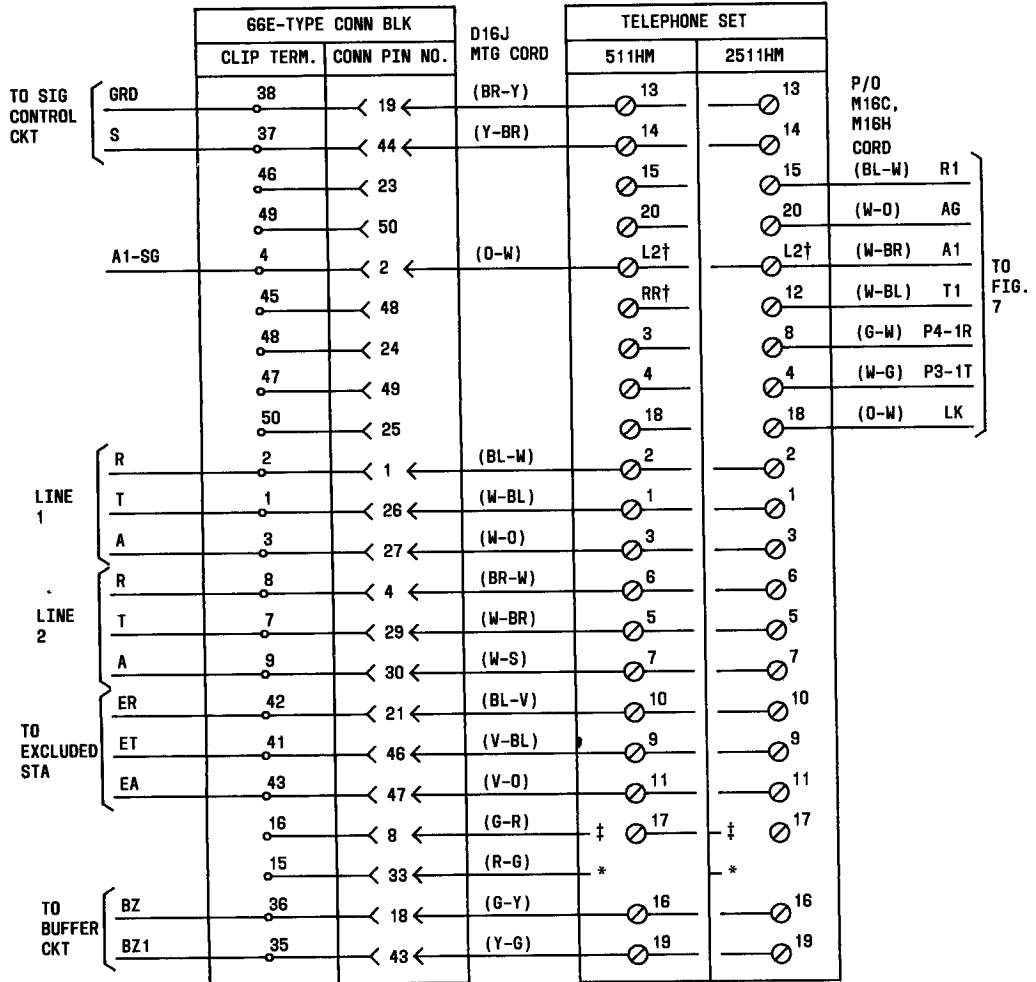 66E-TYPE CONN BLK D16J MTG CORD TELEPHONE SET
CLIP TERM. CONN PIN NO. 511HM 2511HM
P/O M16C, M16H CORD
TO SIG CONTROL CKT
GRD 38 19 (BR-Y) 13 13
S 37 44 (Y-BR) 14 14
46 23 15 15 (BL-W) R1
49 50 20 20 (W-O) AG
A1-SG 4 2 (O-W) L2† L2† (W-BR) A1
45 48 RR† 12 (W-BL) T1
48 24 3 8 (G-W) P4-1R
47 49 4 4 (W-G) P3-1T
50 25 18 18 (O-W) LK
TO FIG. 7
LINE 1
R 2 1 (BL-W) 2 2
T 1 26 (W-BL) 1 1
A 3 27 (W-O) 3 3
LINE 2
R 8 4 (BR-W) 6 6
T 7 29 (W-BR) 5 5
A 9 30 (W-S) 7 7
TO EXCLUDED STA
ER 42 21 (BL-V) 10 10
ET 41 46 (V-BL) 9 9
EA 43 47 (V-O) 11 11
16 8 (G-R) ‡ 17 ‡ 17
15 33 (R-G) * *
TO BUFFER CKT
BZ 36 18 (G-Y) 16 16
BZ1 35 43 (Y-G) 19 19